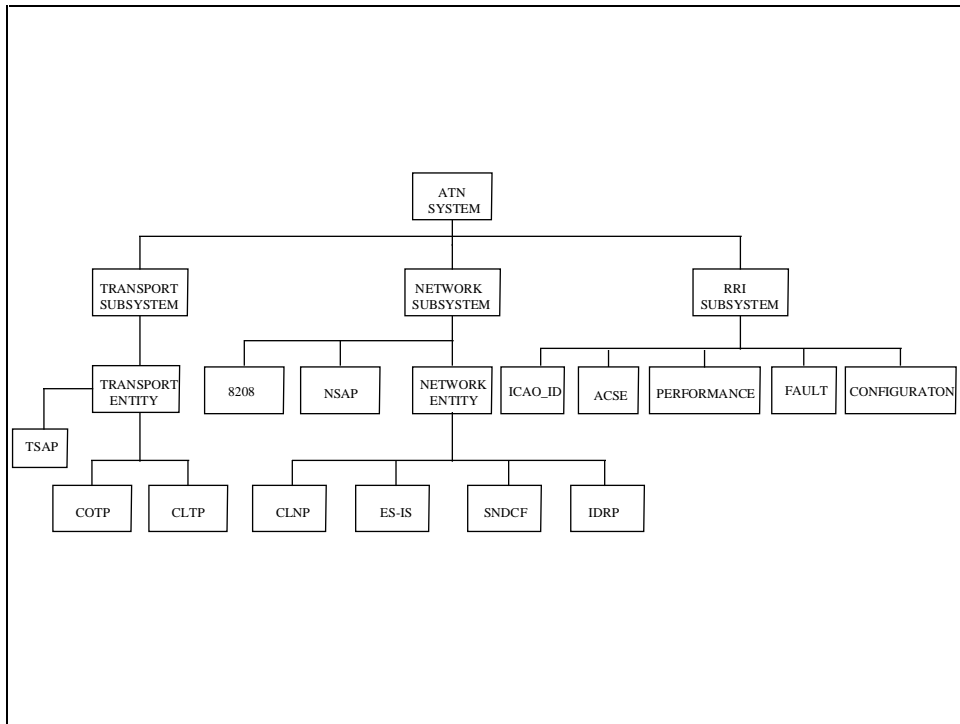 ATN
SYSTEM
TRANSPORT
SUBSYSTEM
NETWORK
SUBSYSTEM
RRI
SUBSYSTEM
TRANSPORT
ENTITY
8208
NSAP
NETWORK
ENTITY
ICAO_ID
ACSE
PERFORMANCE
FAULT
CONFIGURATON
TSAP
COTP
CLTP
CLNP
ES-IS
SNDCF
IDRP